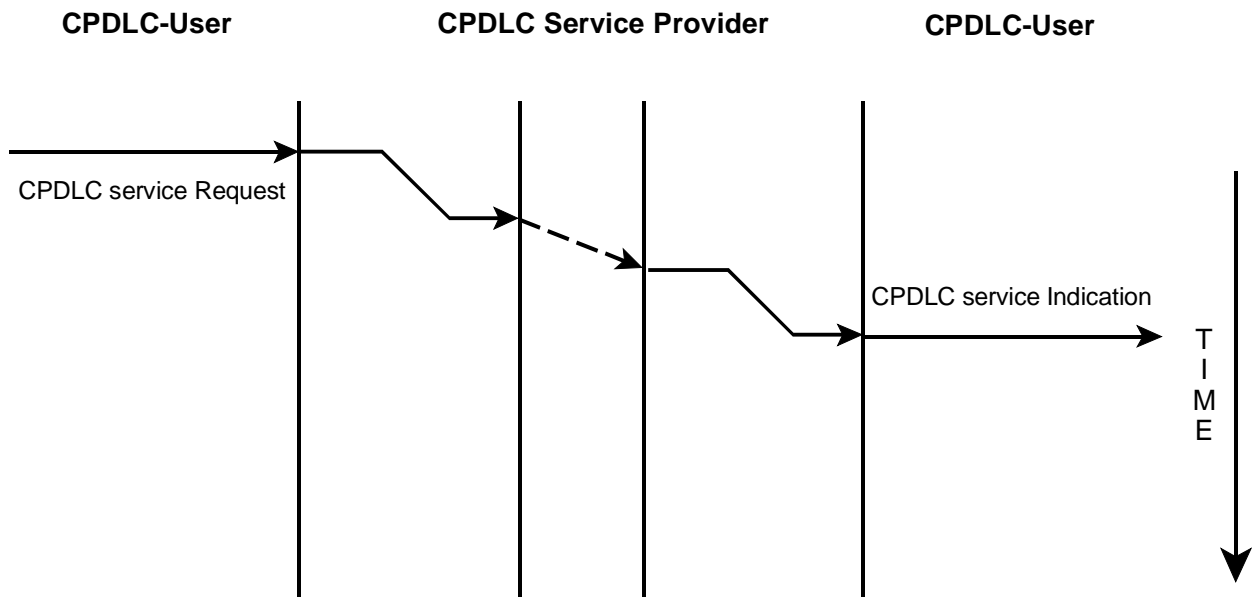 CPDLC-User
CPDLC Service Provider
CPDLC-User
CPDLC service Request
CPDLC service Indication
T
I
M
E